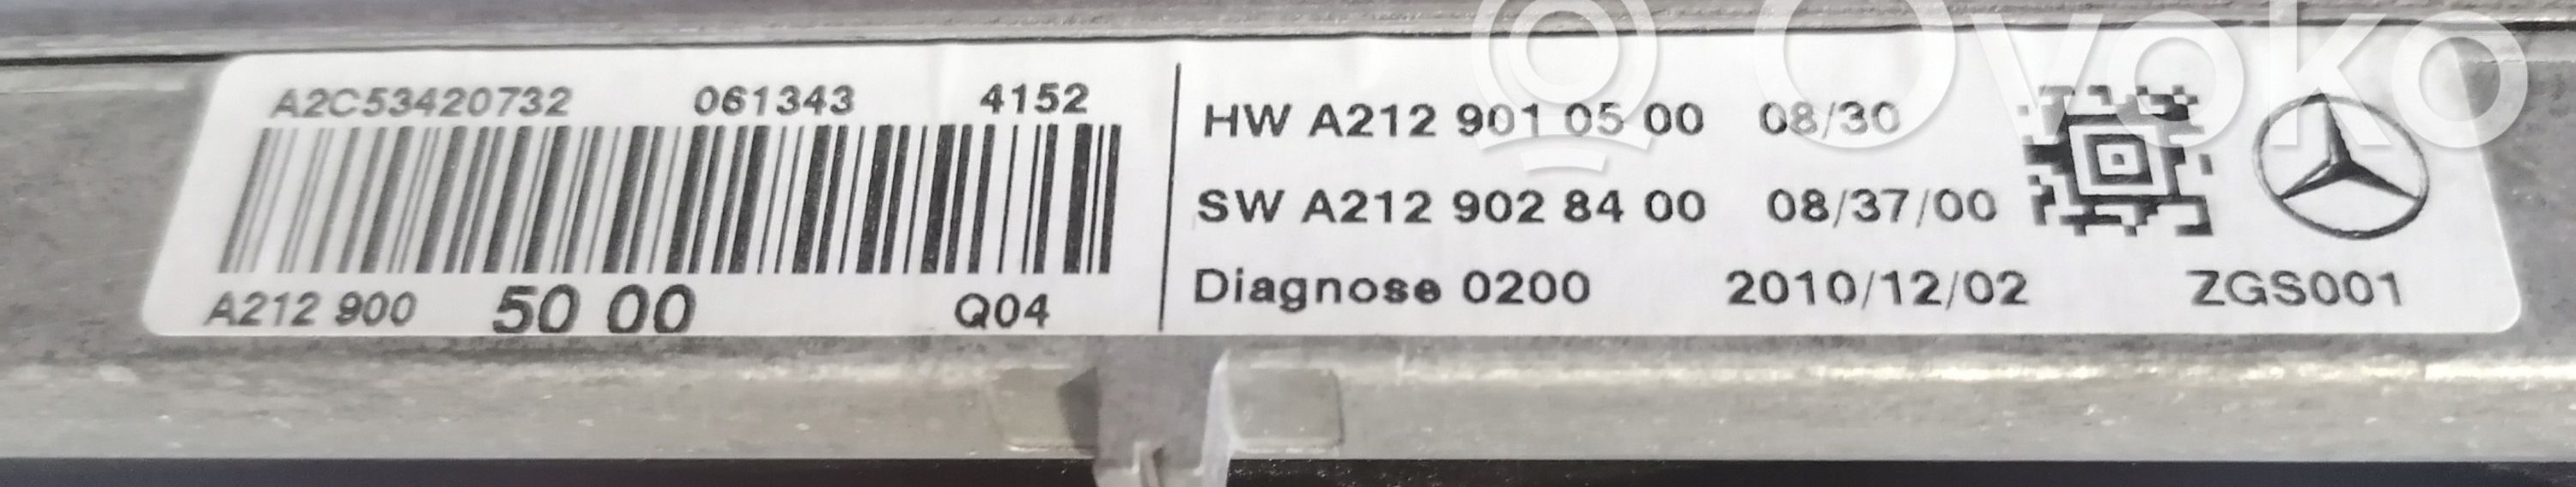 Ovoko
A2C53420732 061343 4152
A212 900 50 00 Q04
HW A212 901 05 00 08/30
SW A212 902 84 00 08/37/00
Diagnose 0200 2010/12/02 ZGS001